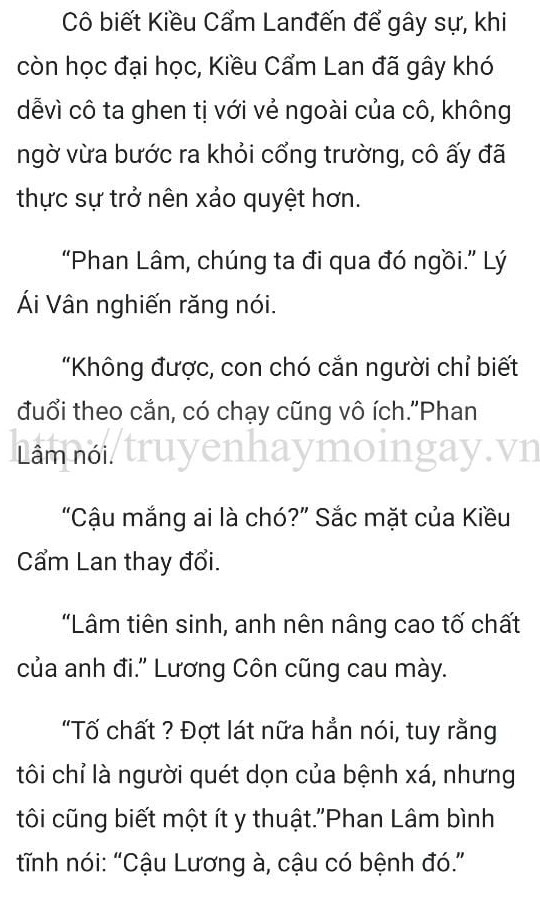 Cô biết Kiều Cẩm Lanđến để gây sự, khi
còn học đại học, Kiều Cẩm Lan đã gây khó
dễvì cô ta ghen tị với vẻ ngoài của cô, không
ngờ vừa bước ra khỏi cổng trường, cô ấy đã
thực sự trở nên xảo quyệt hơn.
“Phan Lâm, chúng ta đi qua đó ngồi.” Lý
Ái Vân nghiến răng nói.
“Không được, con chó cắn người chỉ biết
đuổi theo cắn, có chạy cũng vô ích.”Phan
Lâm nói.
http://truyenhaymoingay.vn
“Cậu mắng ai là chó?” Sắc mặt của Kiều
Cẩm Lan thay đổi.
“Lâm tiên sinh, anh nên nâng cao tố chất
của anh đi.” Lương Côn cũng cau mày.
“Tố chất ? Đợt lát nữa hẳn nói, tuy rằng
tôi chỉ là người quét dọn của bệnh xá, nhưng
tôi cũng biết một ít y thuật.”Phan Lâm bình
tĩnh nói: “Cậu Lương à, cậu có bệnh đó.”